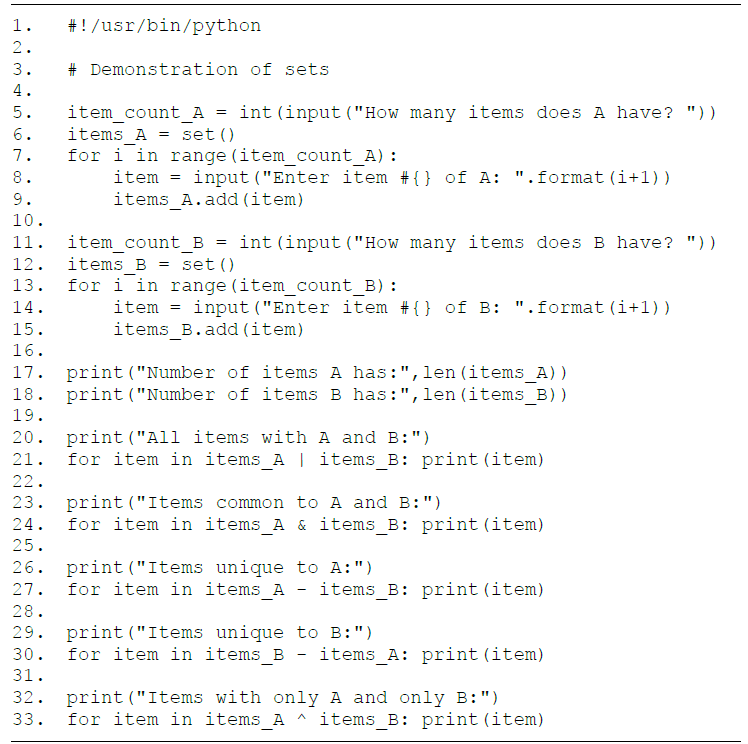 1. #!/usr/bin/python
2.
3. # Demonstration of sets
4.
5. item_count_A = int(input("How many items does A have? "))
6. items_A = set()
7. for i in range(item_count_A):
8.     item = input("Enter item #{} of A: ".format(i+1))
9.     items_A.add(item)
10.
11. item_count_B = int(input("How many items does B have? "))
12. items_B = set()
13. for i in range(item_count_B):
14.     item = input("Enter item #{} of B: ".format(i+1))
15.     items_B.add(item)
16.
17. print("Number of items A has:",len(items_A))
18. print("Number of items B has:",len(items_B))
19.
20. print("All items with A and B:")
21. for item in items_A | items_B: print(item)
22.
23. print("Items common to A and B:")
24. for item in items_A & items_B: print(item)
25.
26. print("Items unique to A:")
27. for item in items_A - items_B: print(item)
28.
29. print("Items unique to B:")
30. for item in items_B - items_A: print(item)
31.
32. print("Items with only A and only B:")
33. for item in items_A ^ items_B: print(item)